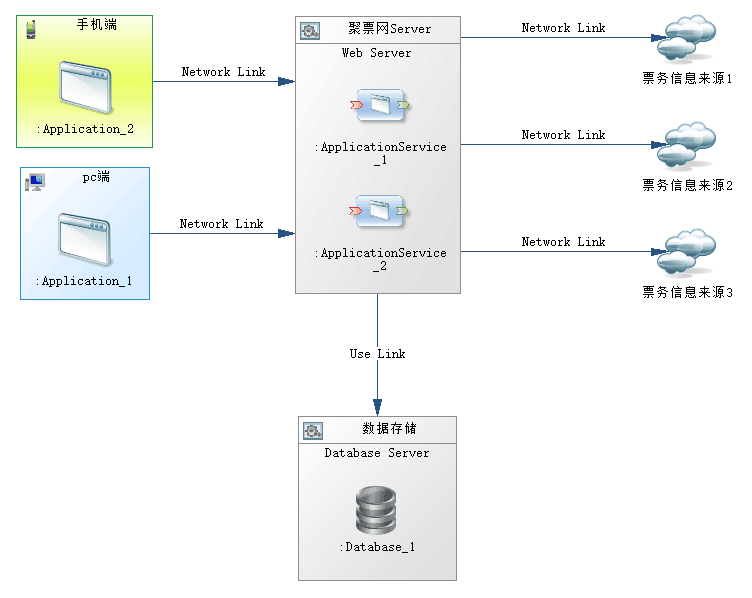 手机端
:Application_2
Network Link
pc端
:Application_1
Network Link
聚票网Server
Web Server
:ApplicationService
_1
:ApplicationService
_2
Network Link
票务信息来源1
Network Link
票务信息来源2
Network Link
票务信息来源3
Use Link
数据存储
Database Server
:Database_1